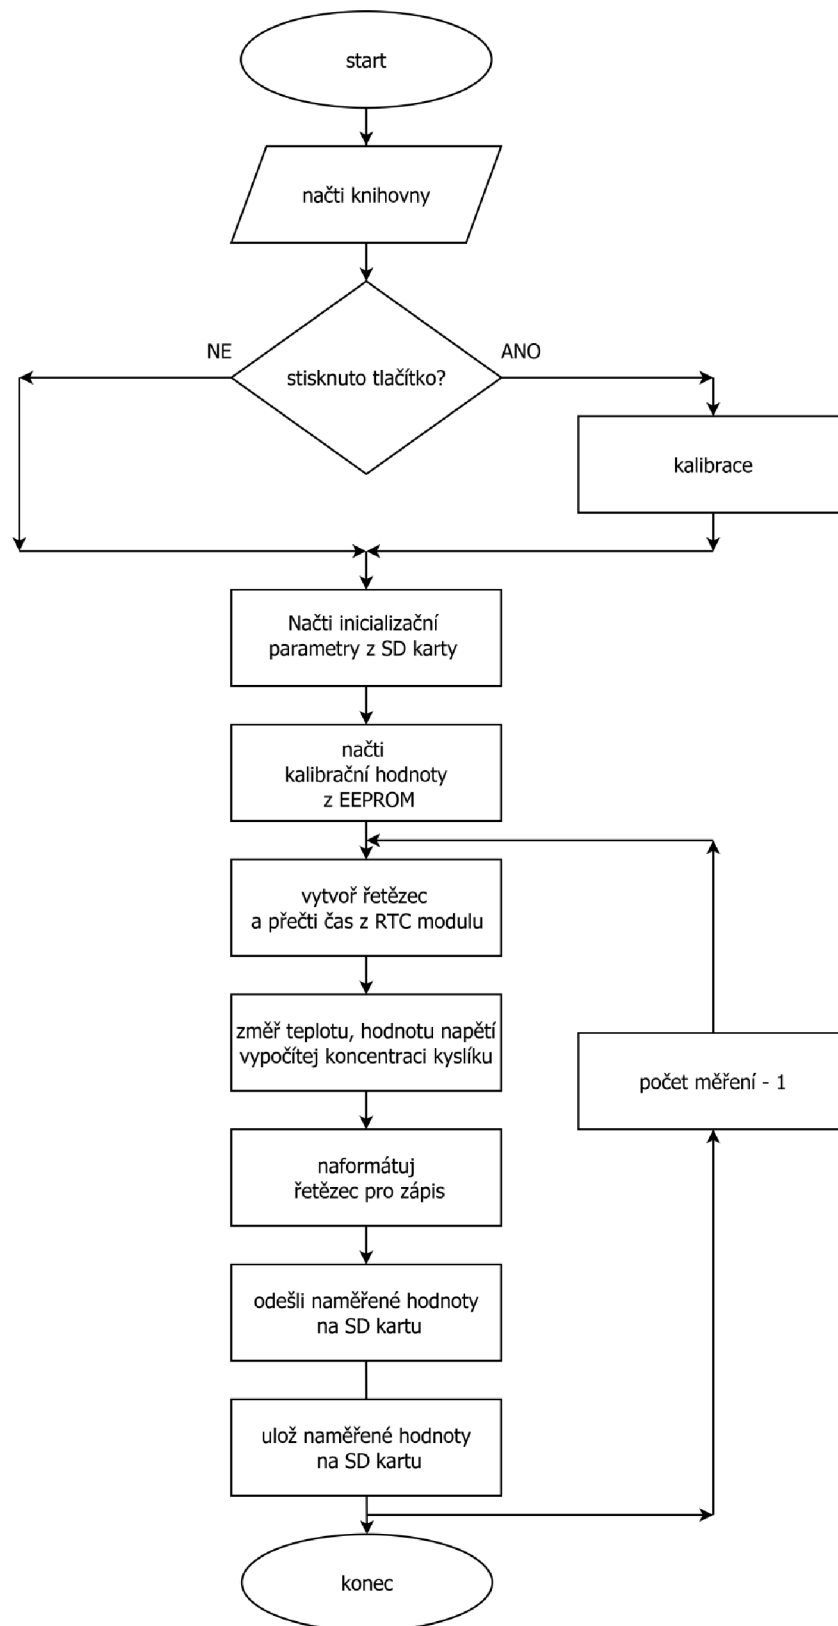 start
načti knihovny
NE
ANO
stisknuto tlačítko?
kalibrace
Načti inicializační
parametry z SD karty
načti
kalibrační hodnoty
z EEPROM
vytvoř řetězec
a přečti čas z RTC modulu
změř teplotu, hodnotu napětí
vypočítej koncentraci kyslíku
počet měření - 1
naformátuj
řetězec pro zápis
odešli naměřené hodnoty
na SD kartu
ulož naměřené hodnoty
na SD kartu
konec